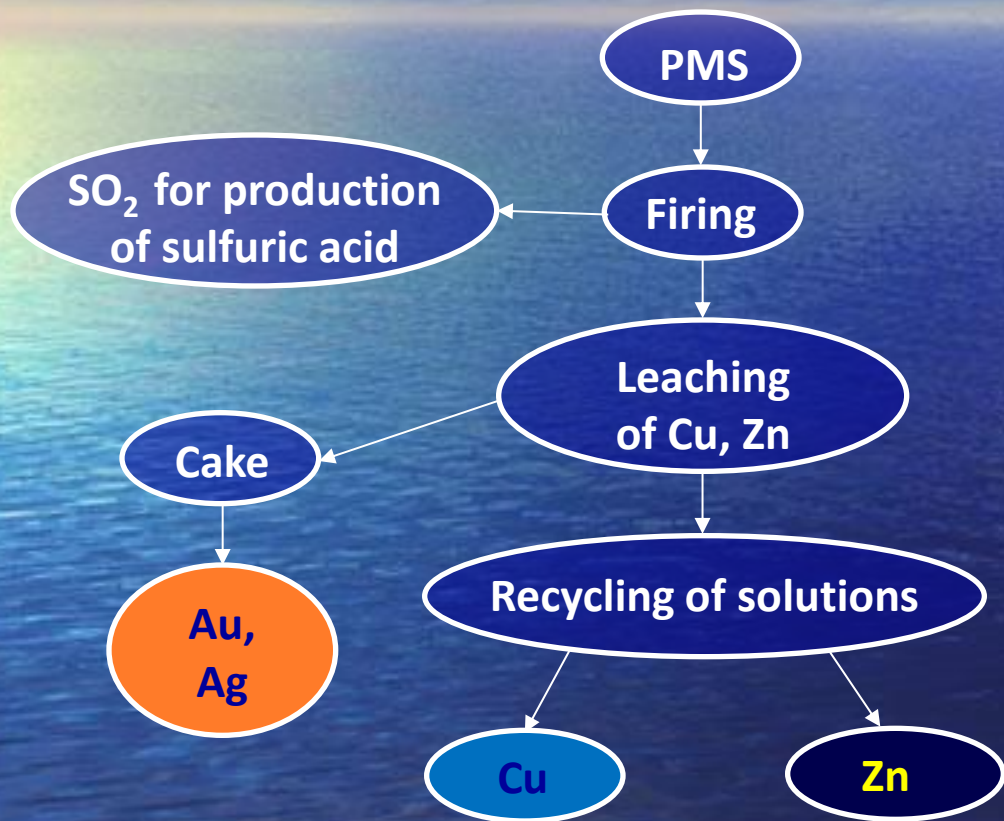 PMS
SO₂ for production
of sulfuric acid
Firing
Leaching
of Cu, Zn
Cake
Recycling of solutions
Au,
Ag
Cu
Zn